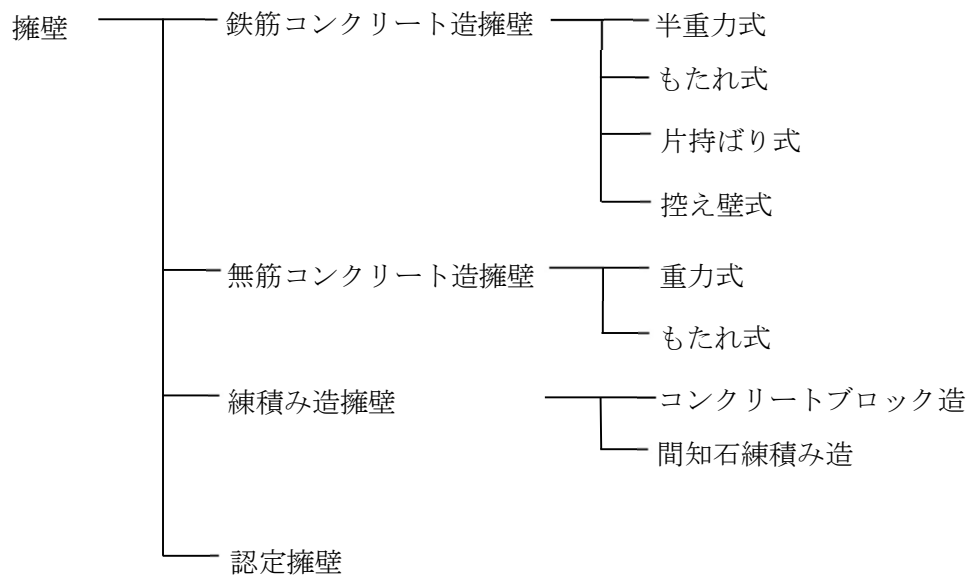 擁壁
鉄筋コンクリート造擁壁
半重力式
もたれ式
片持ばり式
控え壁式
無筋コンクリート造擁壁
重力式
もたれ式
練積み造擁壁
コンクリートブロック造
間知石練積み造
認定擁壁